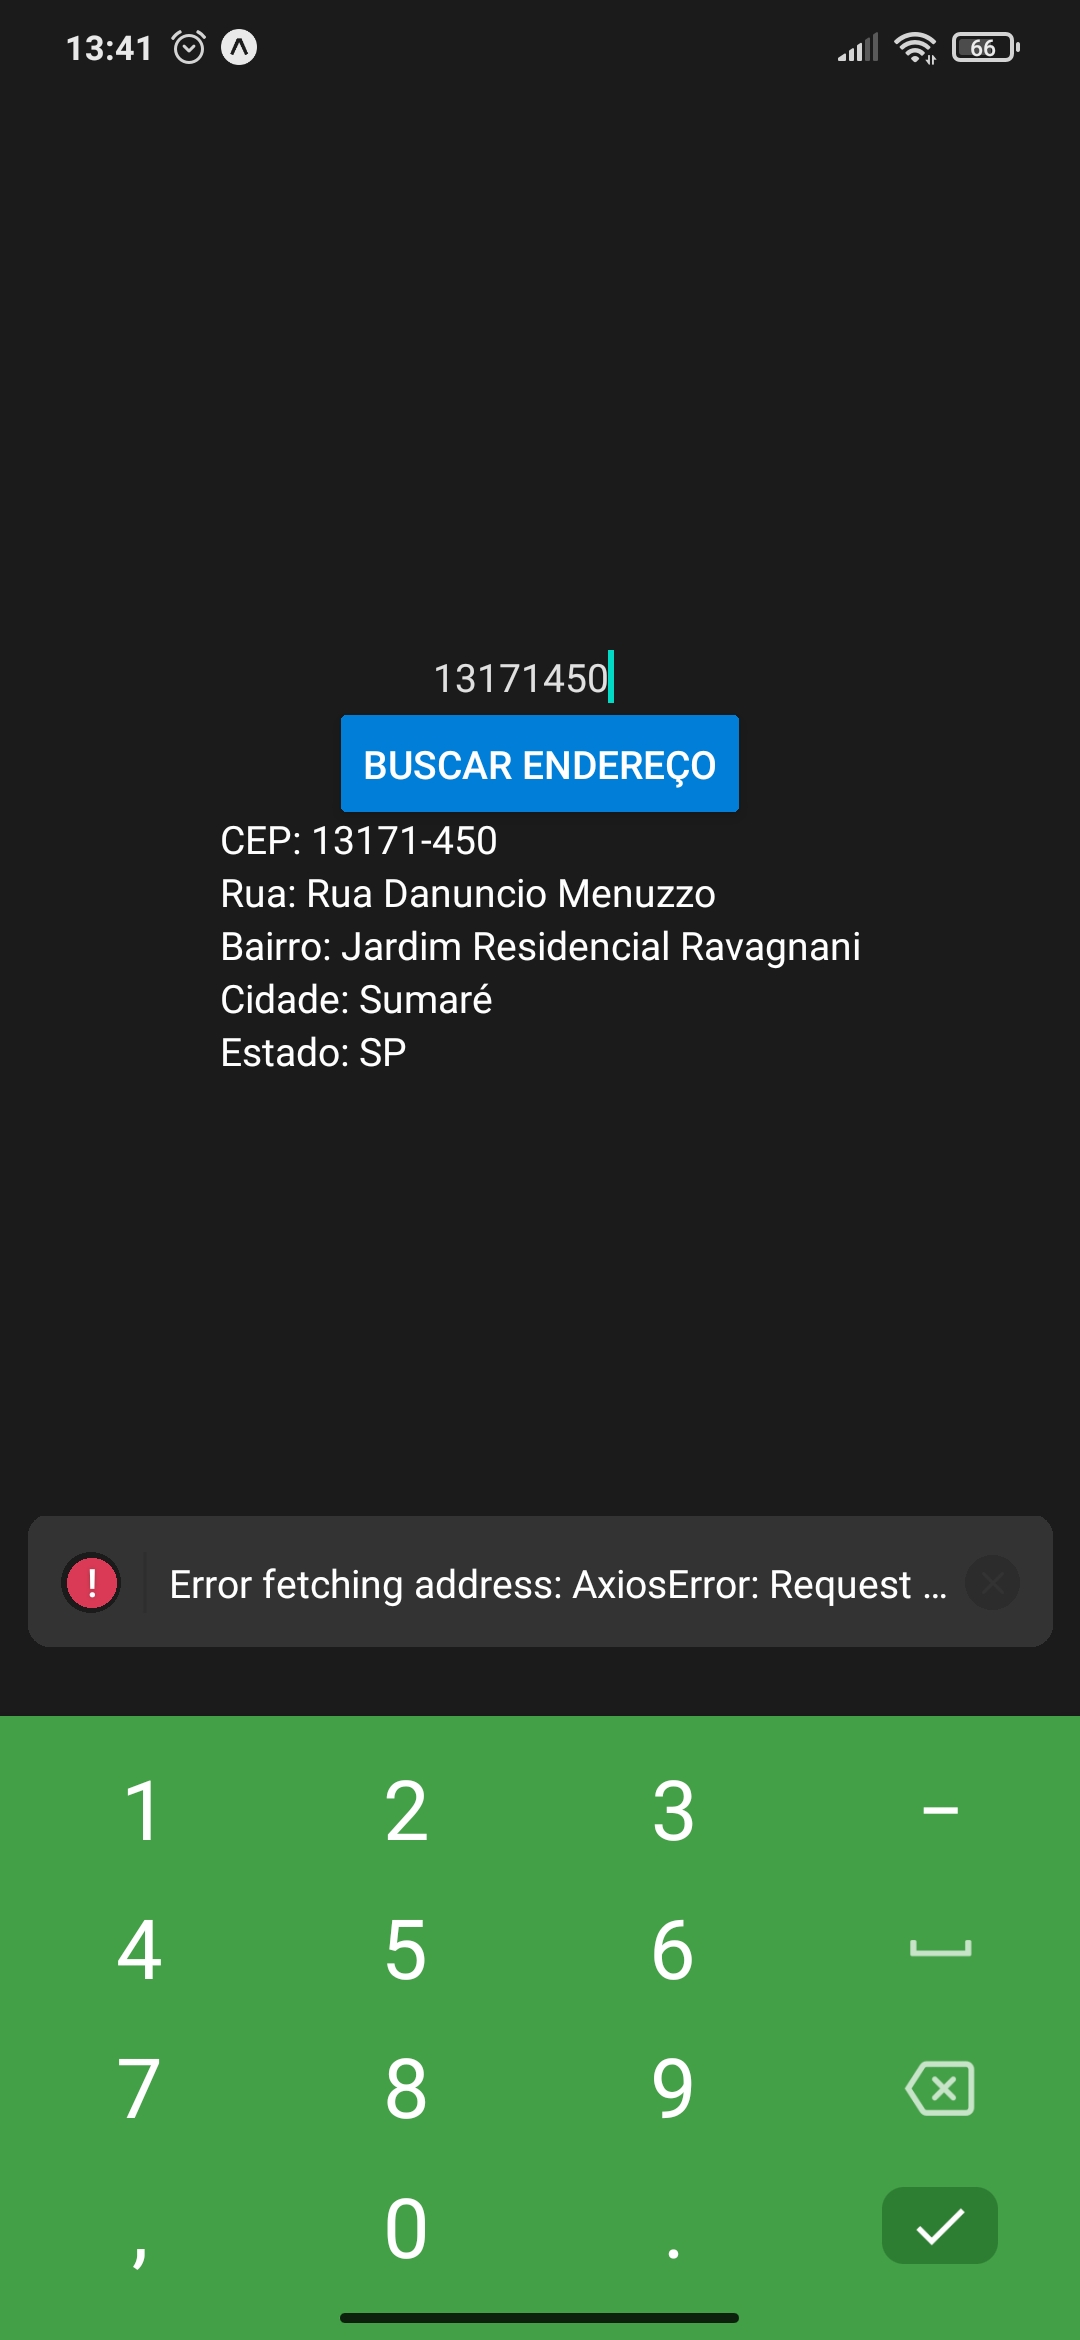 13:41
66
13171450
BUSCAR ENDEREÇO
CEP: 13171-450
Rua: Rua Danuncio Menuzzo
Bairro: Jardim Residencial Ravagnani
Cidade: Sumaré
Estado: SP
! Error fetching address: AxiosError: Request ...
1 2 3 –
4 5 6
7 8 9
, 0 .